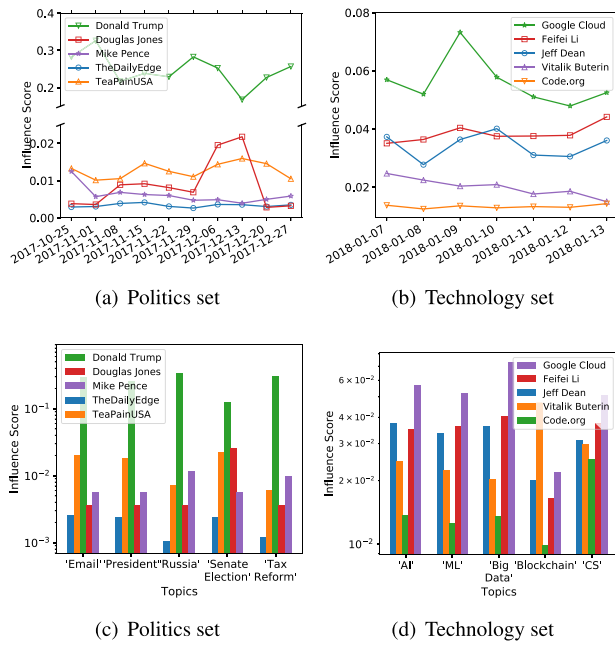 0.4
0.3
0.2
0.02
0.01
0.00
Influence Score
Donald Trump
Douglas Jones
Mike Pence
TheDailyEdge
TeaPainUSA
2017-10-25
2017-11-01
2017-11-08
2017-11-15
2017-11-22
2017-11-29
2017-12-06
2017-12-13
2017-12-20
2017-12-27
(a) Politics set
0.08
0.06
0.04
0.02
Influence Score
Google Cloud
Feifei Li
Jeff Dean
Vitalik Buterin
Code.org
2018-01-07
2018-01-08
2018-01-09
2018-01-10
2018-01-11
2018-01-12
2018-01-13
(b) Technology set
10⁻¹
10⁻²
10⁻³
Influence Score
Donald Trump
Douglas Jones
Mike Pence
TheDailyEdge
TeaPainUSA
'Email' 'President' 'Russia' 'Senate Election' 'Tax Reform'
Topics
(c) Politics set
6 × 10⁻²
4 × 10⁻²
3 × 10⁻²
2 × 10⁻²
10⁻²
Influence Score
Google Cloud
Feifei Li
Jeff Dean
Vitalik Buterin
Code.org
'AI' 'ML' 'Big Data' 'Blockchain' 'CS'
Topics
(d) Technology set